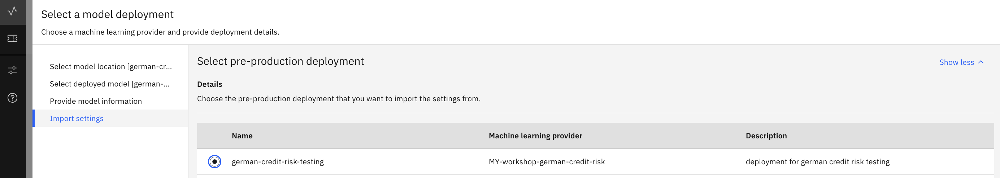 Select a model deployment
Choose a machine learning provider and provide deployment details.
Select model location [german-cr...
Select deployed model [german-...
Provide model information
Import settings
Select pre-production deployment
Show less
Details
Choose the pre-production deployment that you want to import the settings from.
Name Machine learning provider Description
german-credit-risk-testing MY-workshop-german-credit-risk deployment for german credit risk testing